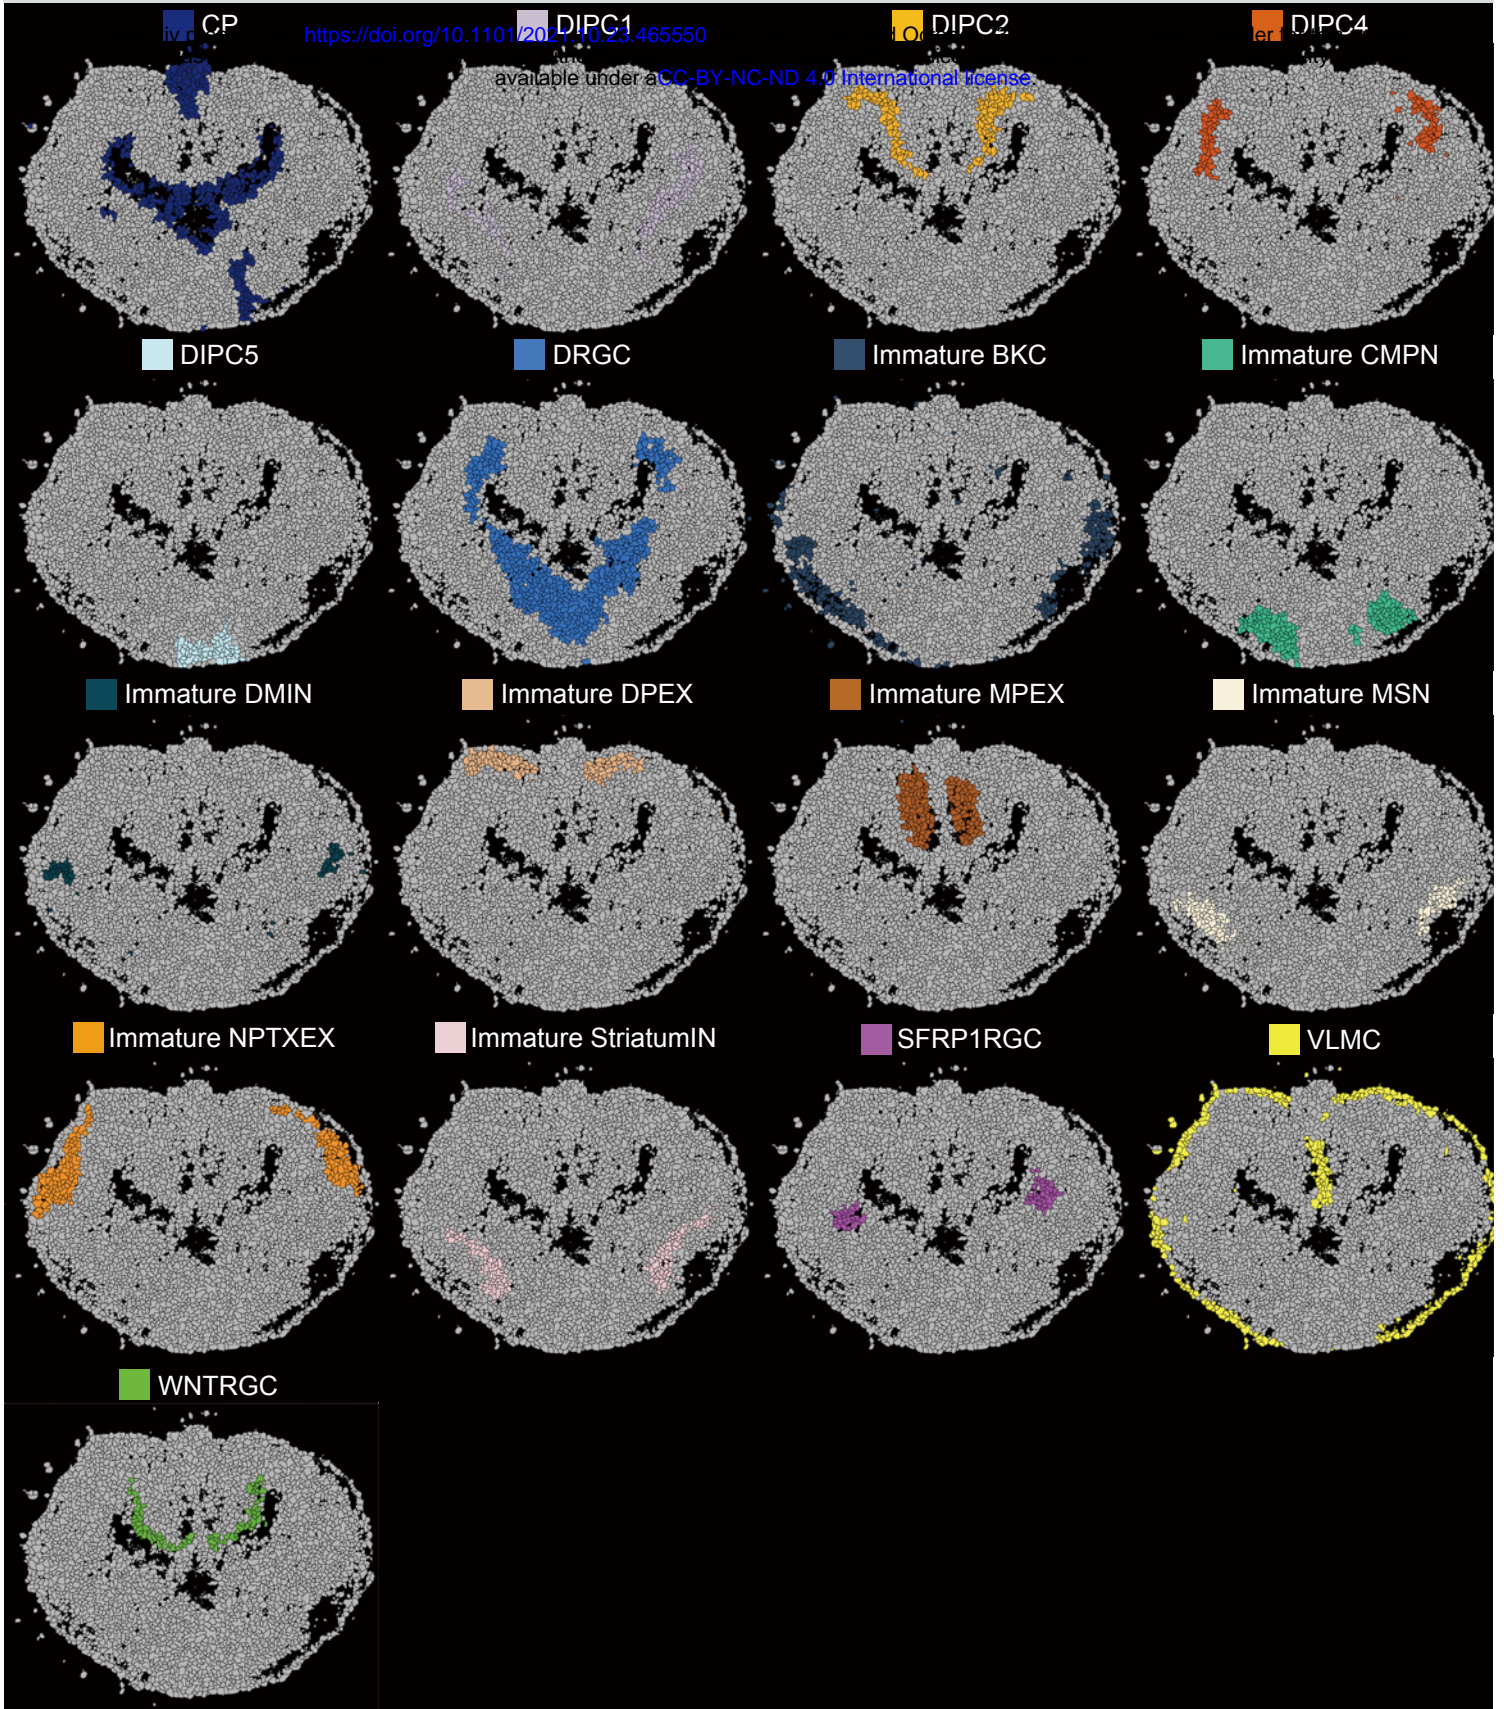 CP DIPC1 DIPC2 DIPC4
https://doi.org/10.1101/2021.10.23.465550
available under aCC-BY-NC-ND 4.0 International license.
DIPC5 DRGC Immature BKC Immature CMPN
Immature DMIN Immature DPEX Immature MPEX Immature MSN
Immature NPTXEX Immature StriatumIN SFRP1RGC VLMC
WNTRGC